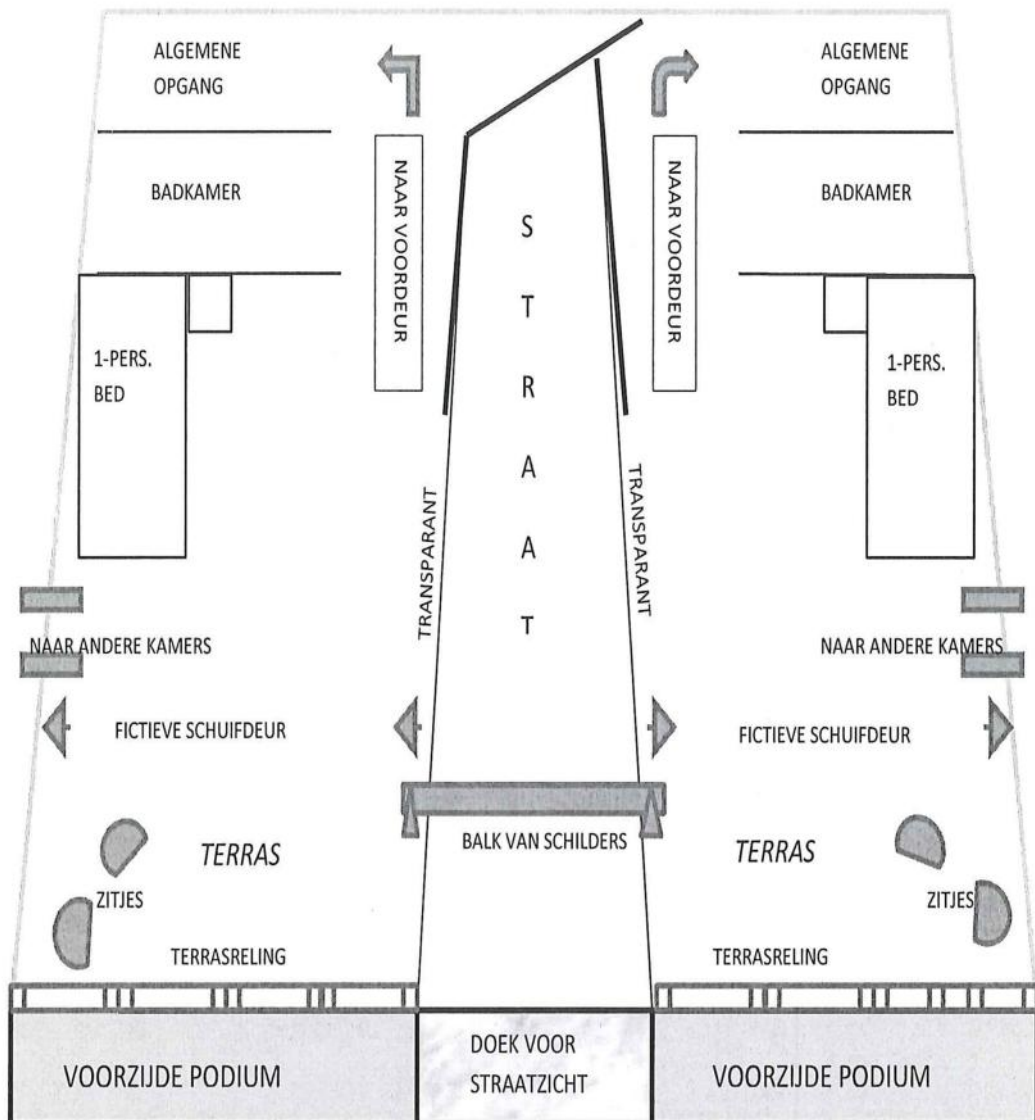 ALGEMENE
OPGANG
ALGEMENE
OPGANG
BADKAMER
NAAR VOORDEUR
STRAAT
NAAR VOORDEUR
BADKAMER
1-PERS.
BED
1-PERS.
BED
TRANSPARANT
TRANSPARANT
NAAR ANDERE KAMERS
NAAR ANDERE KAMERS
FICTIEVE SCHUIFDEUR
FICTIEVE SCHUIFDEUR
BALK VAN SCHILDERS
TERRAS
TERRAS
ZITJES
ZITJES
TERRASRELING
TERRASRELING
VOORZIJDE PODIUM
DOEK VOOR
STRAATZICHT
VOORZIJDE PODIUM